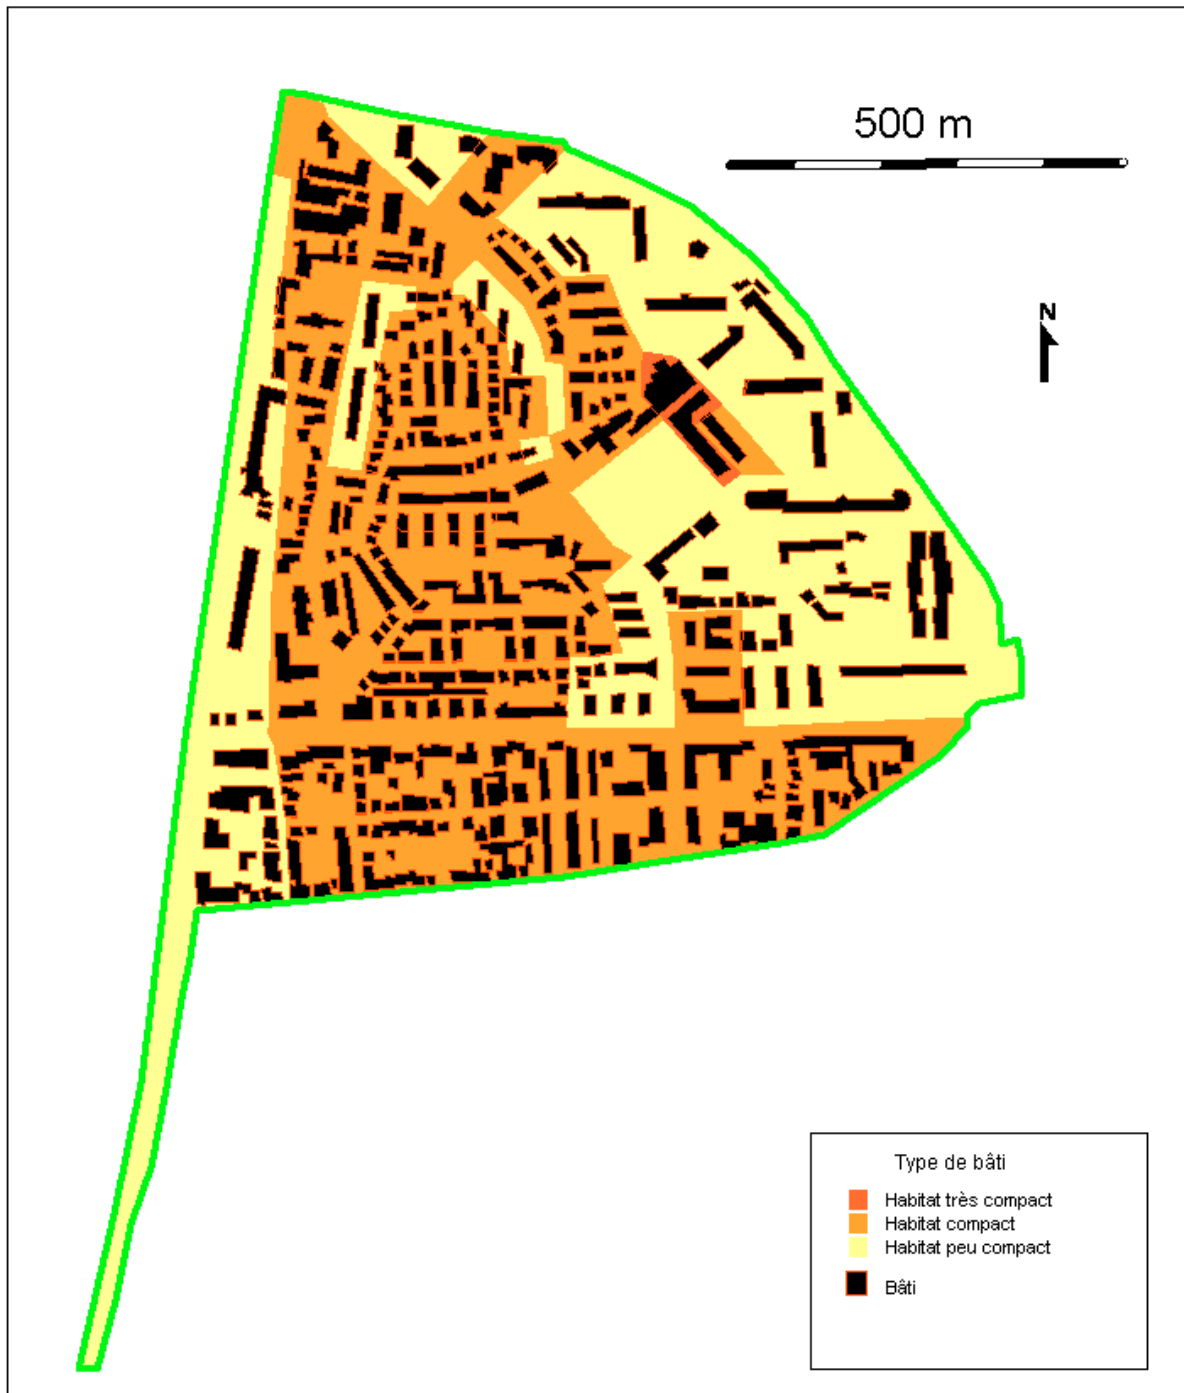 500 m
N
Type de bâti
Habitat très compact
Habitat compact
Habitat peu compact
Bâti